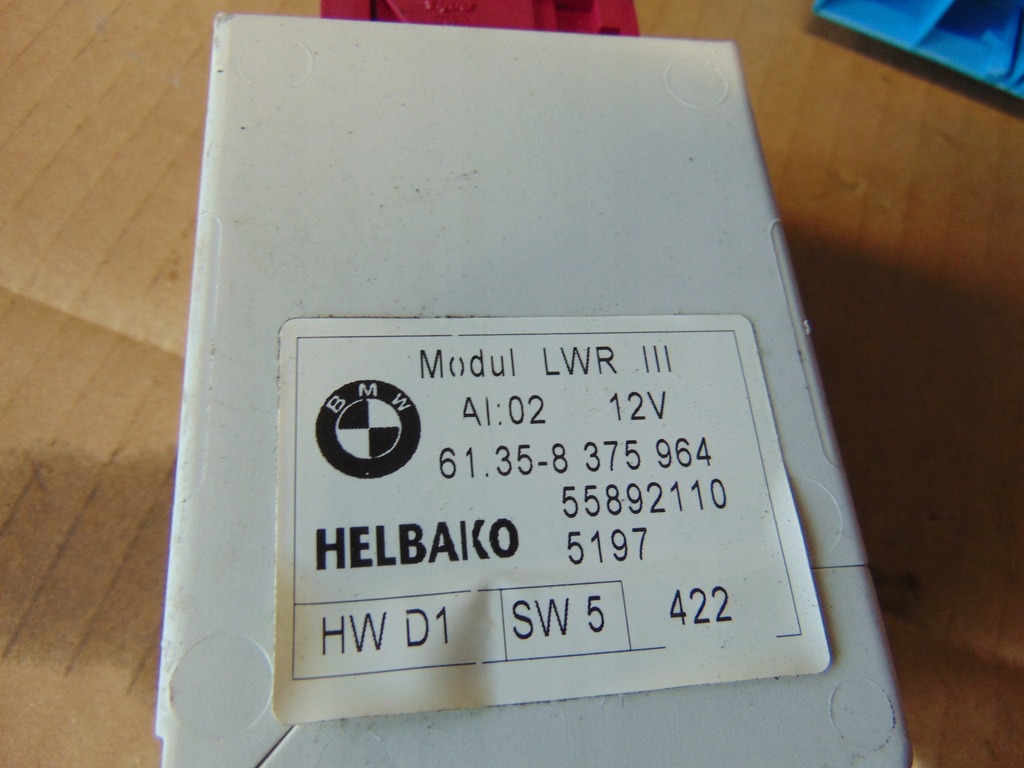 Modul LWR III
BMW
AI:02 12V
61.35-8 375 964
55892110
HELBAKO 5197
HW D1 SW 5 422